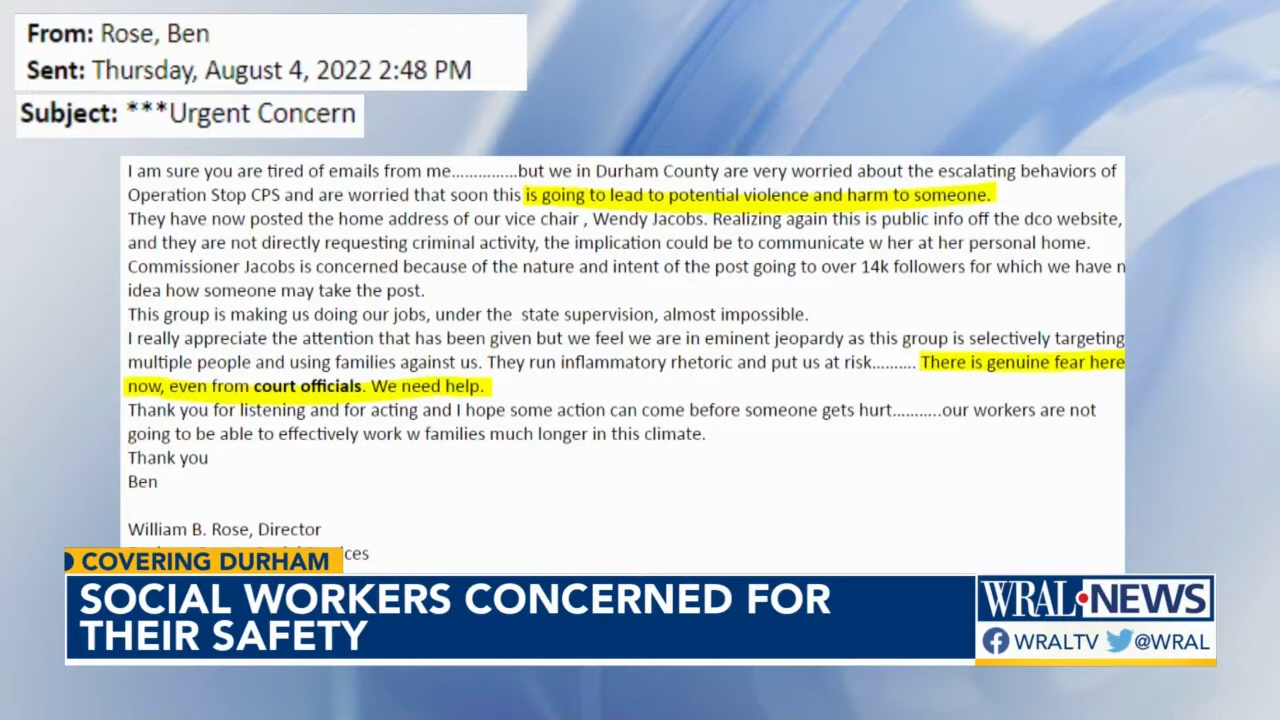 From: Rose, Ben
Sent: Thursday, August 4, 2022 2:48 PM
Subject: ***Urgent Concern
I am sure you are tired of emails from me...............but we in Durham County are very worried about the escalating behaviors of
Operation Stop CPS and are worried that soon this is going to lead to potential violence and harm to someone.
They have now posted the home address of our vice chair , Wendy Jacobs. Realizing again this is public info off the dco website,
and they are not directly requesting criminal activity, the implication could be to communicate w her at her personal home.
Commissioner Jacobs is concerned because of the nature and intent of the post going to over 14k followers for which we have n
idea how someone may take the post.
This group is making us doing our jobs, under the  state supervision, almost impossible.
I really appreciate the attention that has been given but we feel we are in eminent jeopardy as this group is selectively targeting
multiple people and using families against us. They run inflammatory rhetoric and put us at risk.......... There is genuine fear here
now, even from court officials. We need help.
Thank you for listening and for acting and I hope some action can come before someone gets hurt...........our workers are not
going to be able to effectively work w families much longer in this climate.
Thank you
Ben
William B. Rose, Director
ices
COVERING DURHAM
SOCIAL WORKERS CONCERNED FOR
THEIR SAFETY
WRAL NEWS
WRALTV @WRAL